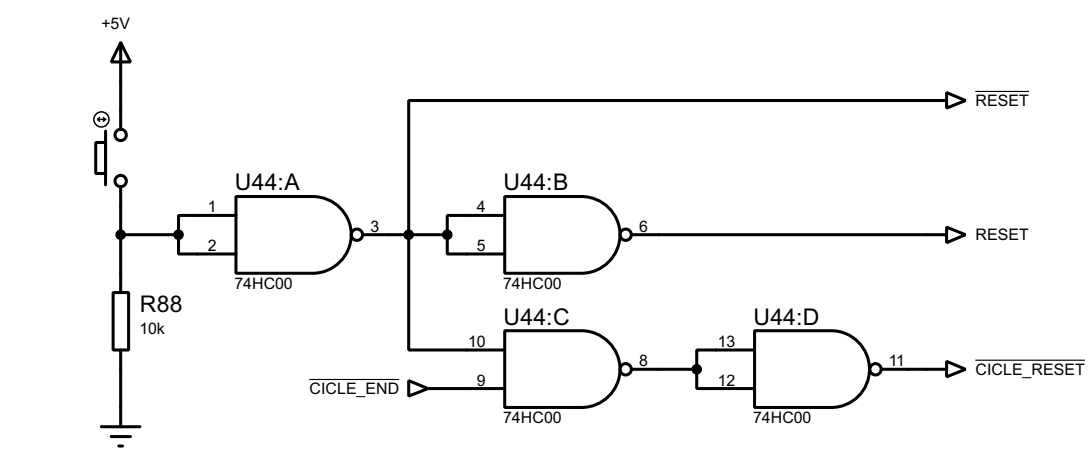 +5V
RESET
U44:A
U44:B
1
2
3
4
5
6
RESET
74HC00
74HC00
R88
10k
U44:C
U44:D
10
9
8
13
12
11
CICLE_END
CICLE_RESET
74HC00
74HC00